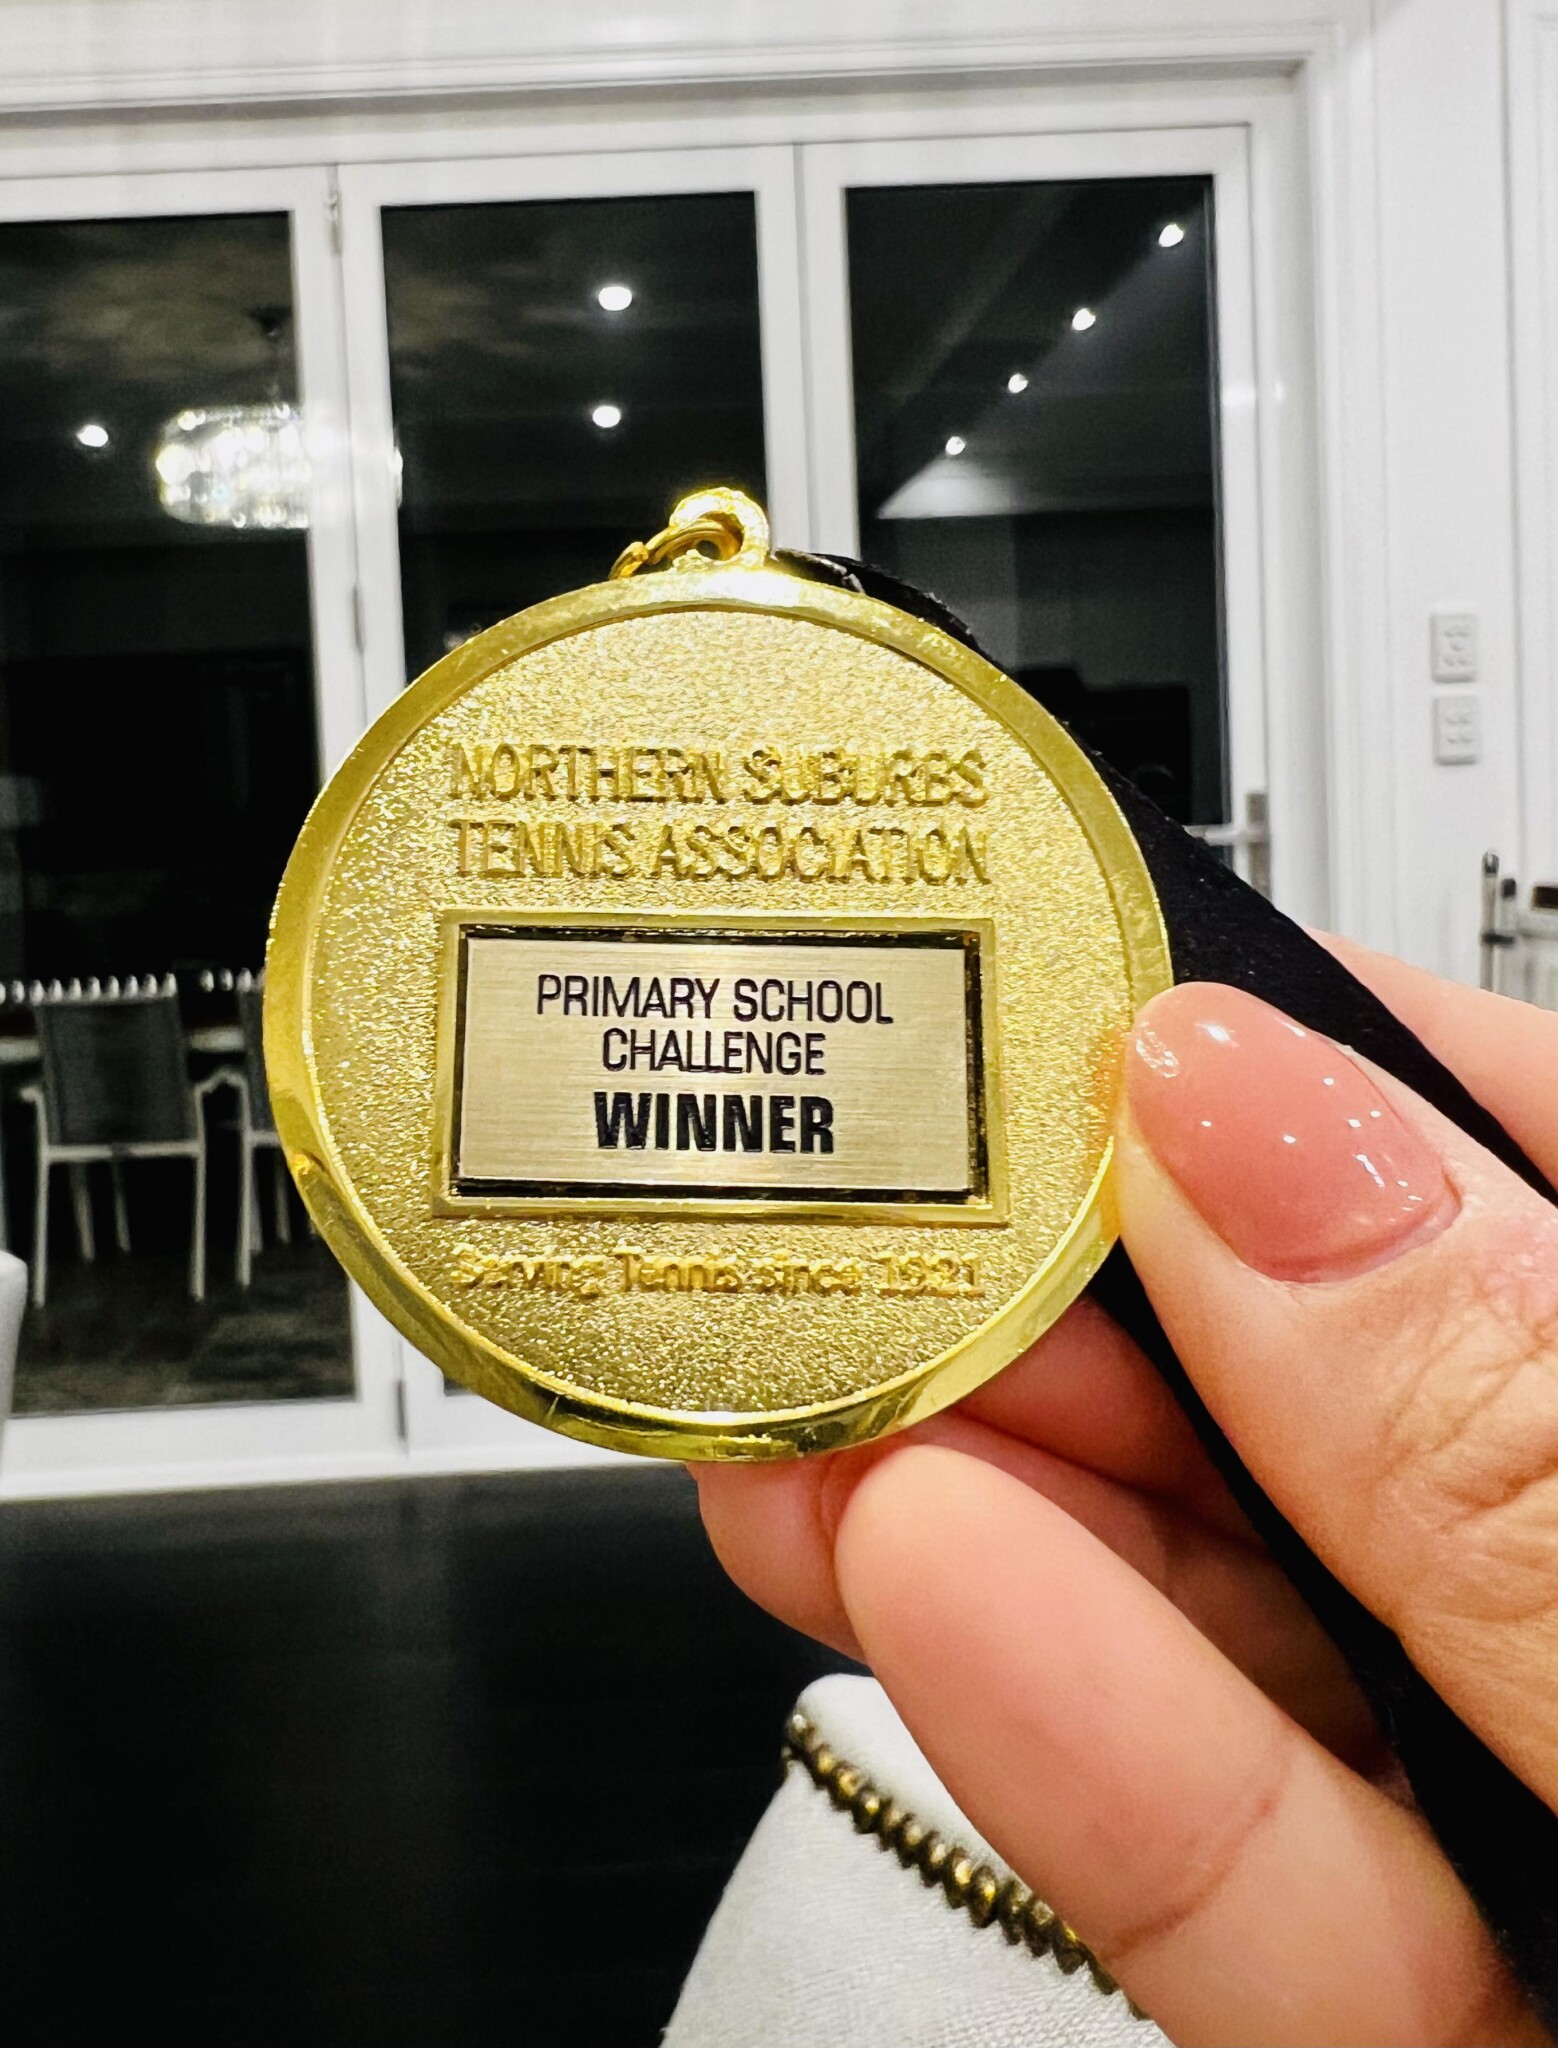 NORTHERN SUBURBS
TENNIS ASSOCIATION
PRIMARY SCHOOL
CHALLENGE
WINNER
Serving Tennis since 1921